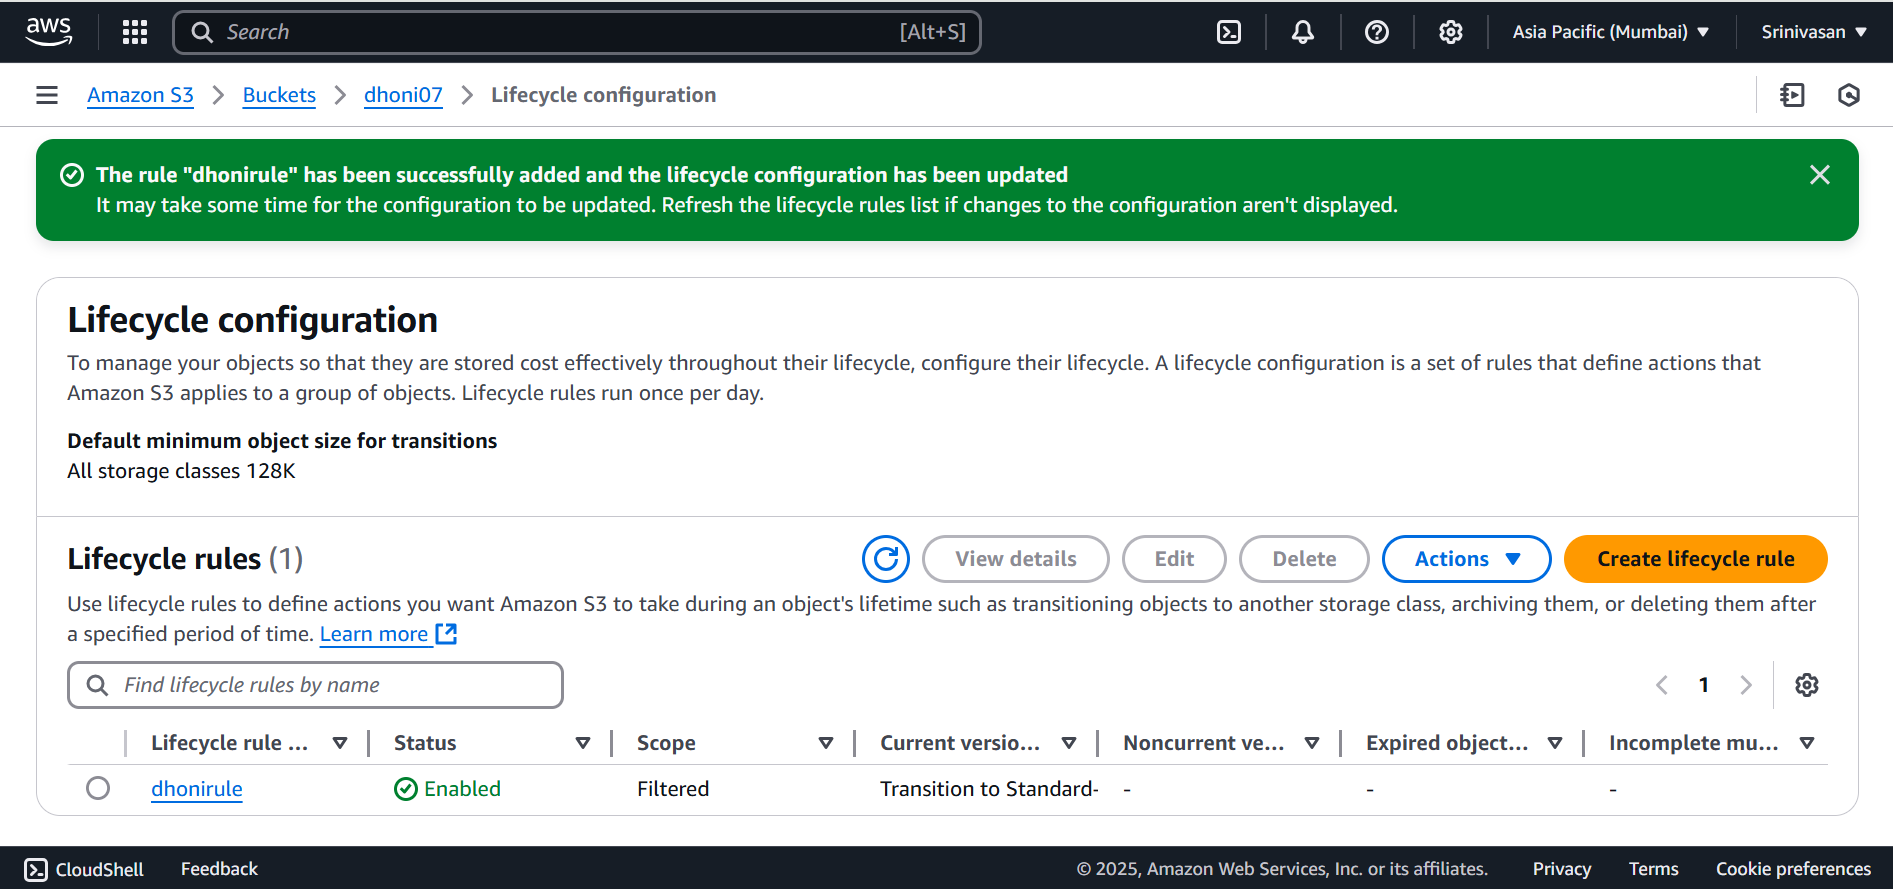 aws
Search [Alt+S]
Asia Pacific (Mumbai)
Srinivasan
Amazon S3 > Buckets > dhoni07 > Lifecycle configuration
The rule "dhonirule" has been successfully added and the lifecycle configuration has been updated
It may take some time for the configuration to be updated. Refresh the lifecycle rules list if changes to the configuration aren't displayed.
Lifecycle configuration
To manage your objects so that they are stored cost effectively throughout their lifecycle, configure their lifecycle. A lifecycle configuration is a set of rules that define actions that
Amazon S3 applies to a group of objects. Lifecycle rules run once per day.
Default minimum object size for transitions
All storage classes 128K
Lifecycle rules (1)
View details
Edit
Delete
Actions
Create lifecycle rule
Use lifecycle rules to define actions you want Amazon S3 to take during an object's lifetime such as transitioning objects to another storage class, archiving them, or deleting them after
a specified period of time. Learn more
Find lifecycle rules by name
1
Lifecycle rule ... Status Scope Current versio... Noncurrent ve... Expired object... Incomplete mu...
dhonirule Enabled Filtered Transition to Standard- - - -
CloudShell Feedback © 2025, Amazon Web Services, Inc. or its affiliates. Privacy Terms Cookie preferences